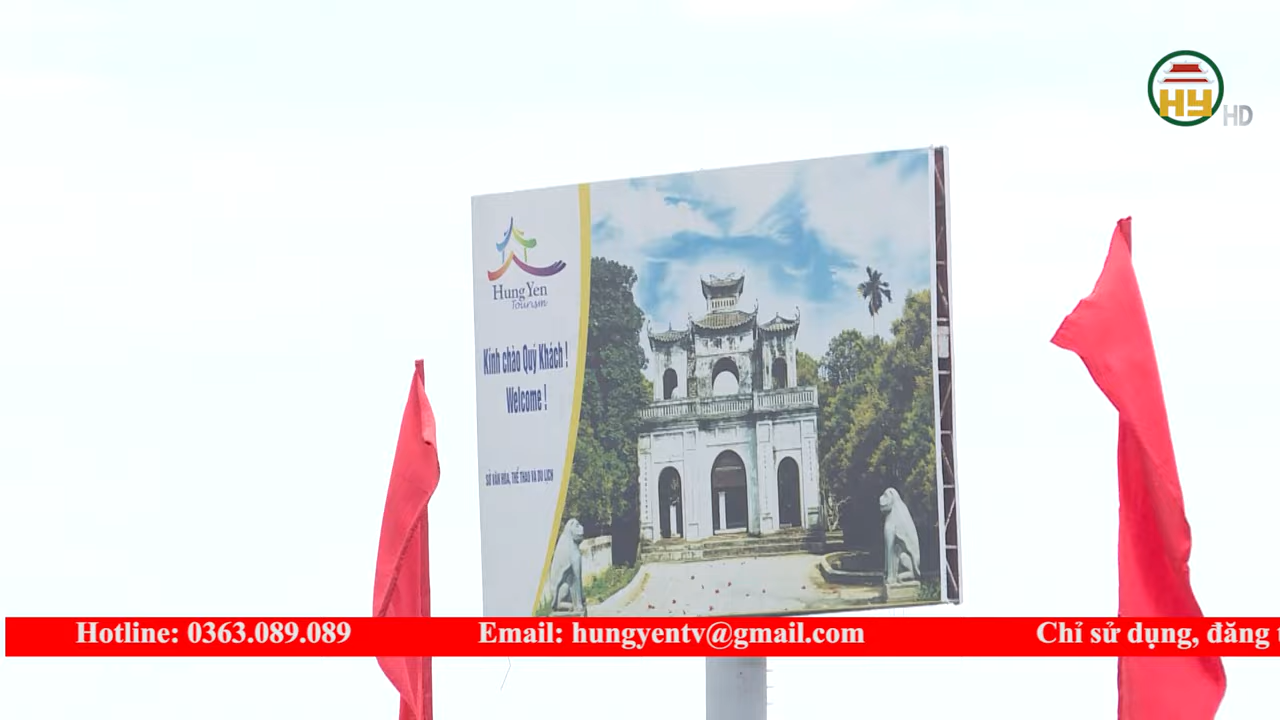 HY
HD
Hung Yen
Tourism
Kính chào Quý Khách !
Welcome !
SỞ VĂN HÓA, THỂ THAO VÀ DU LỊCH
Hotline: 0363.089.089
Email: hungyentv@gmail.com
Chỉ sử dụng, đăng